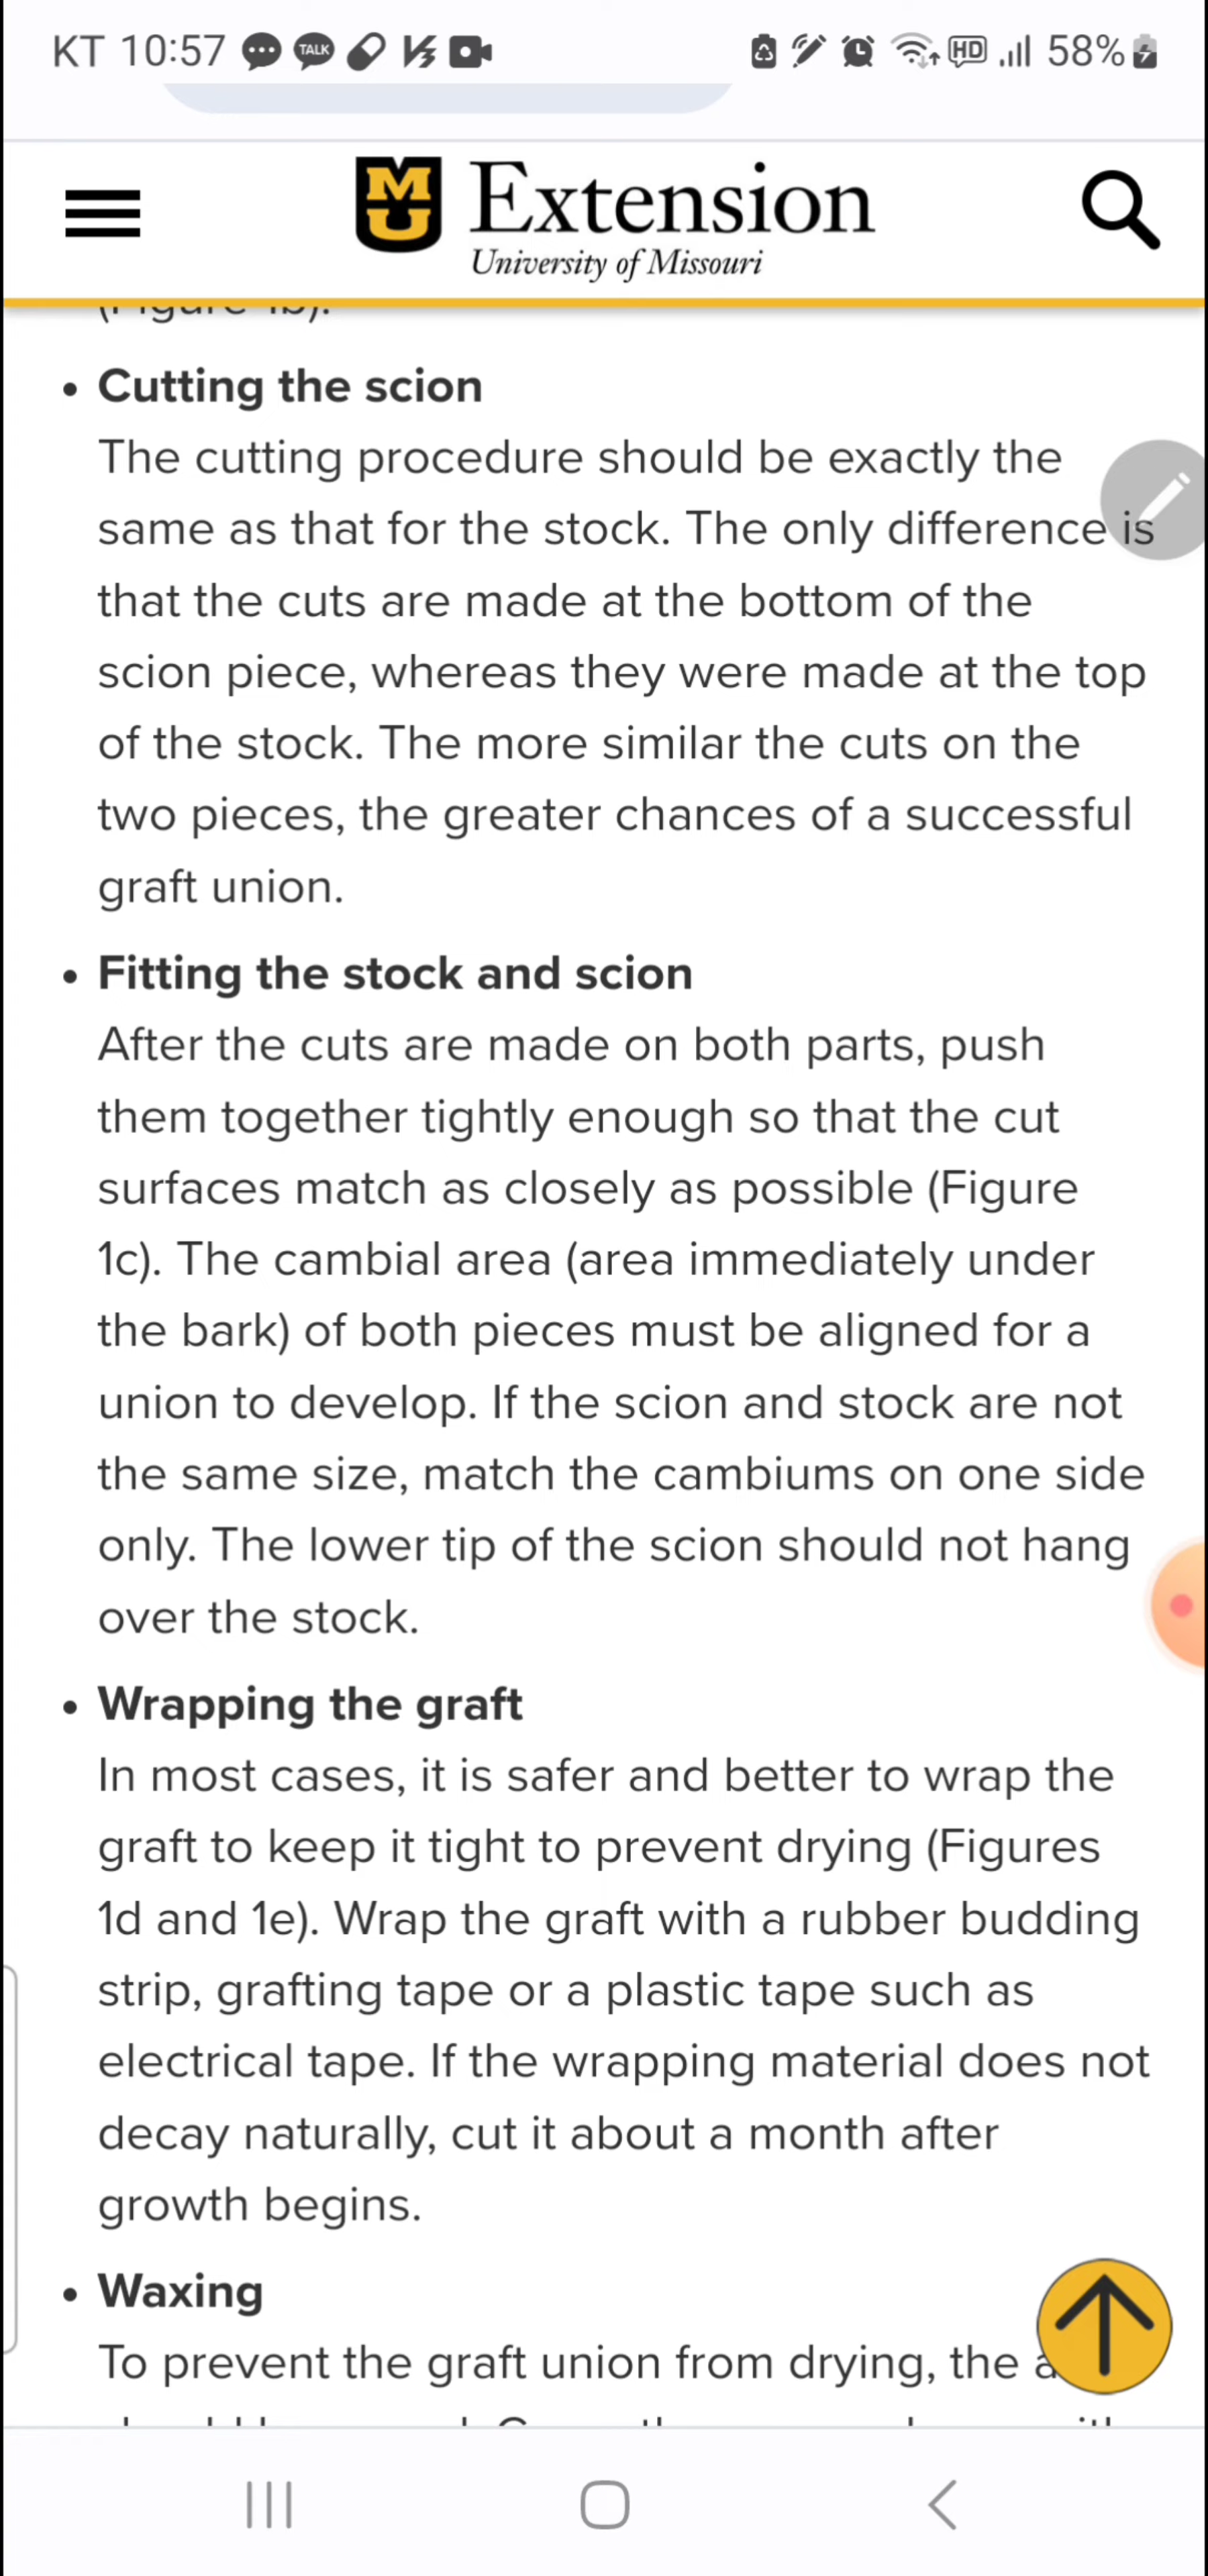 KT 10:57 TALK HD 58%
MU Extension
University of Missouri
(Figure 1b).
• Cutting the scion
The cutting procedure should be exactly the
same as that for the stock. The only difference is
that the cuts are made at the bottom of the
scion piece, whereas they were made at the top
of the stock. The more similar the cuts on the
two pieces, the greater chances of a successful
graft union.
• Fitting the stock and scion
After the cuts are made on both parts, push
them together tightly enough so that the cut
surfaces match as closely as possible (Figure
1c). The cambial area (area immediately under
the bark) of both pieces must be aligned for a
union to develop. If the scion and stock are not
the same size, match the cambiums on one side
only. The lower tip of the scion should not hang
over the stock.
• Wrapping the graft
In most cases, it is safer and better to wrap the
graft to keep it tight to prevent drying (Figures
1d and 1e). Wrap the graft with a rubber budding
strip, grafting tape or a plastic tape such as
electrical tape. If the wrapping material does not
decay naturally, cut it about a month after
growth begins.
• Waxing
To prevent the graft union from drying, the